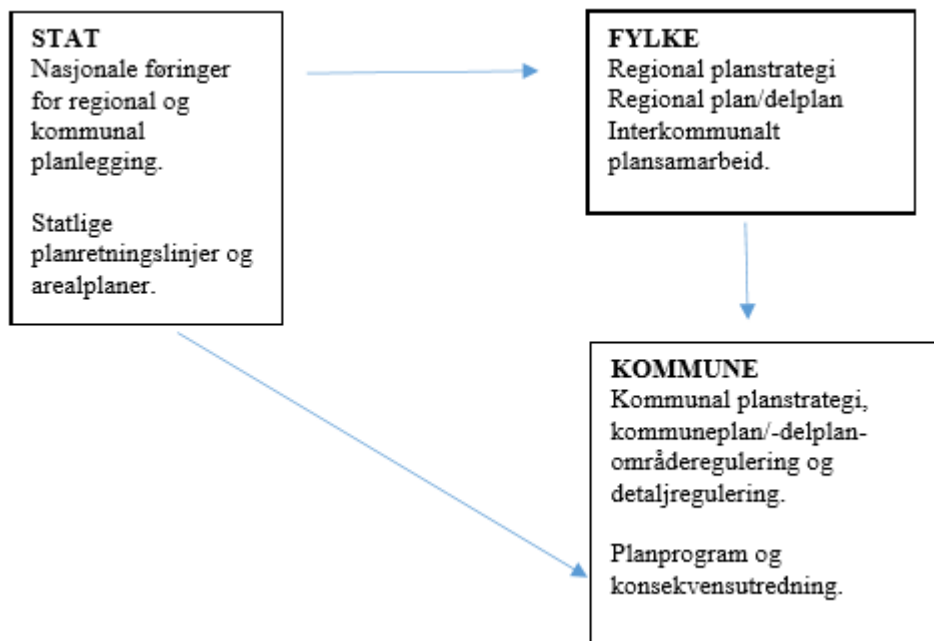 STAT
Nasjonale føringer
for regional og
kommunal
planlegging.
Statlige
planretningslinjer og
arealplaner.
FYLKE
Regional planstrategi
Regional plan/delplan
Interkommunalt
plansamarbeid.
KOMMUNE
Kommunal planstrategi,
kommuneplan/-delplan-
områderegulering og
detaljregulering.
Planprogram og
konsekvensutredning.